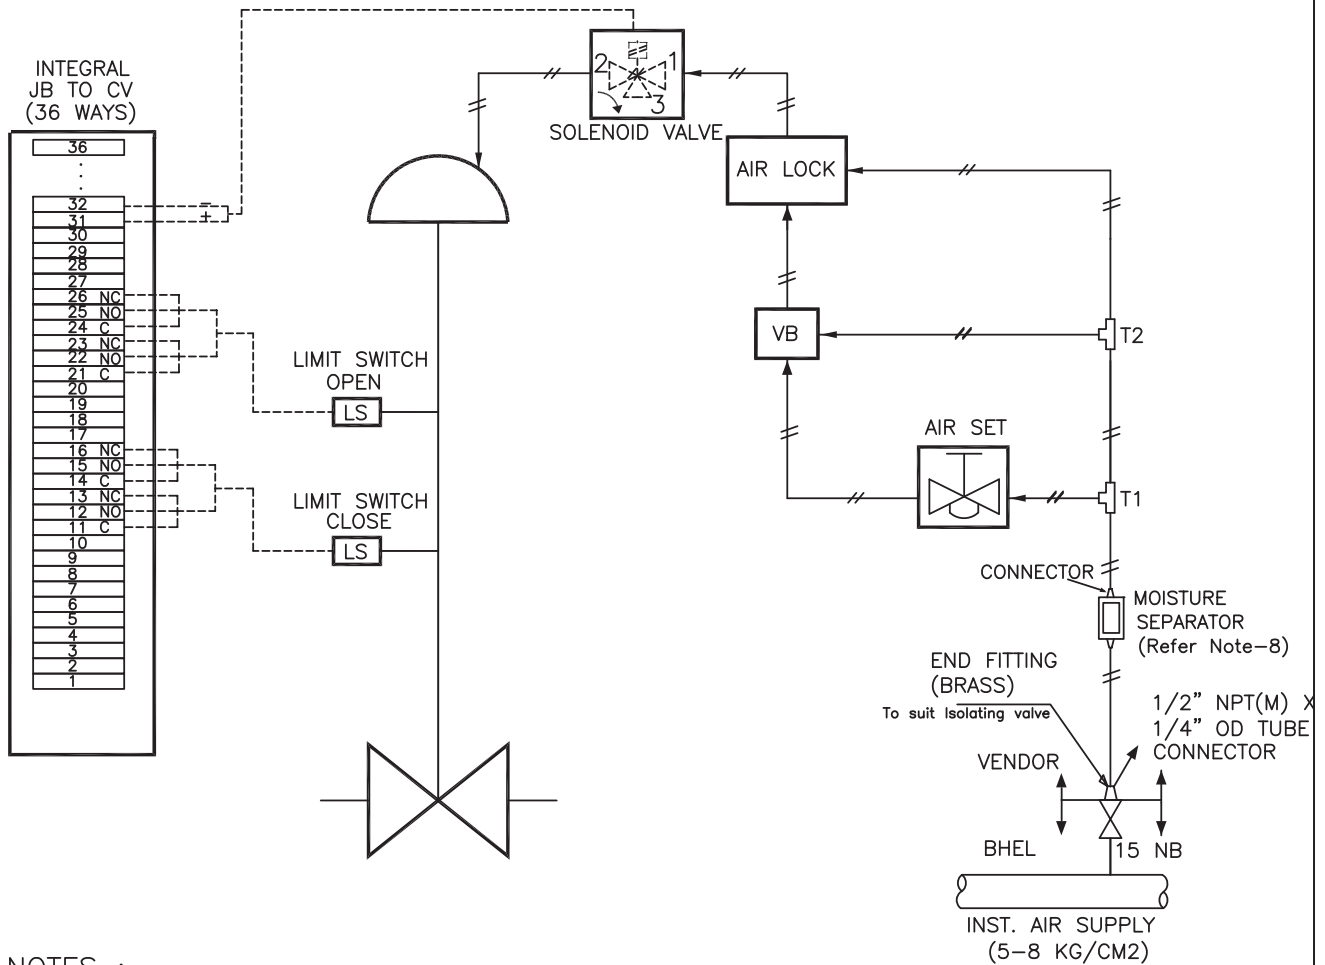 INTEGRAL
JB TO CV
(36 WAYS)
36
32 −
31 +
30
29
28
27
26 NC
25 NO
24 C
23 NC
22 NO
21 C
20
19
18
17
16 NC
15 NO
14 C
13 NC
12 NO
11 C
10
9
8
7
6
5
4
3
2
1
2 1
3
SOLENOID VALVE
AIR LOCK
VB
T2
LIMIT SWITCH
OPEN
LS
AIR SET
T1
LIMIT SWITCH
CLOSE
LS
CONNECTOR
MOISTURE
SEPARATOR
(Refer Note-8)
END FITTING
(BRASS)
To suit Isolating valve
1/2" NPT(M) X
1/4" OD TUBE
CONNECTOR
VENDOR
BHEL
15 NB
INST. AIR SUPPLY
(5-8 KG/CM2)
NOTES :